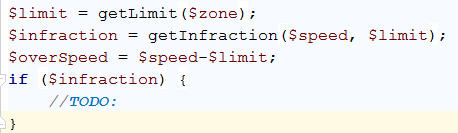 $limit = getLimit($zone);
$infraction = getInfraction($speed, $limit);
$overSpeed = $speed-$limit;
if ($infraction) {
//TODO:
}